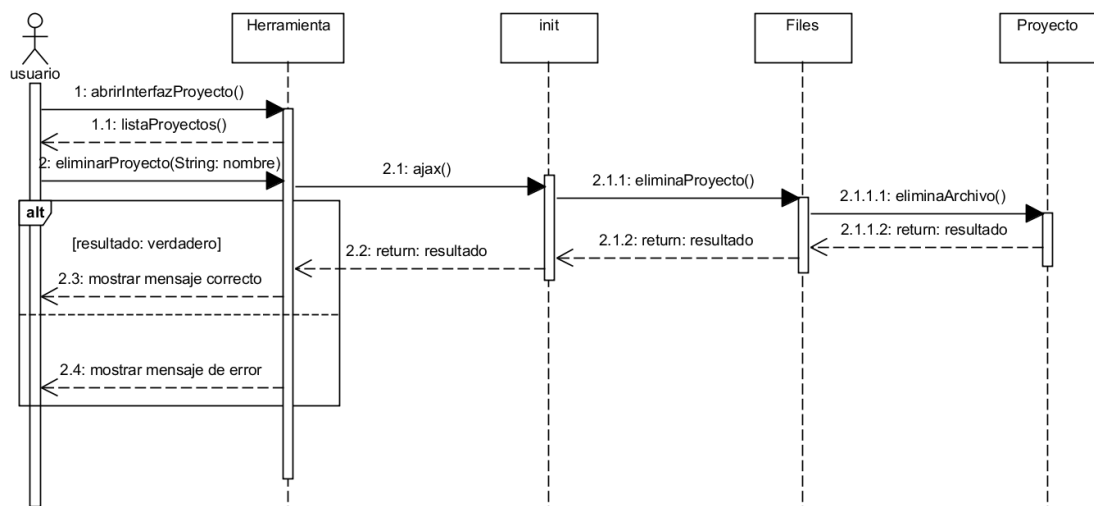 usuario
Herramienta
init
Files
Proyecto
1: abrirInterfazProyecto()
1.1: listaProyectos()
2: eliminarProyecto(String: nombre)
2.1: ajax()
2.1.1: eliminaProyecto()
2.1.1.1: eliminaArchivo()
alt
[resultado: verdadero]
2.2: return: resultado
2.1.2: return: resultado
2.1.1.2: return: resultado
2.3: mostrar mensaje correcto
2.4: mostrar mensaje de error